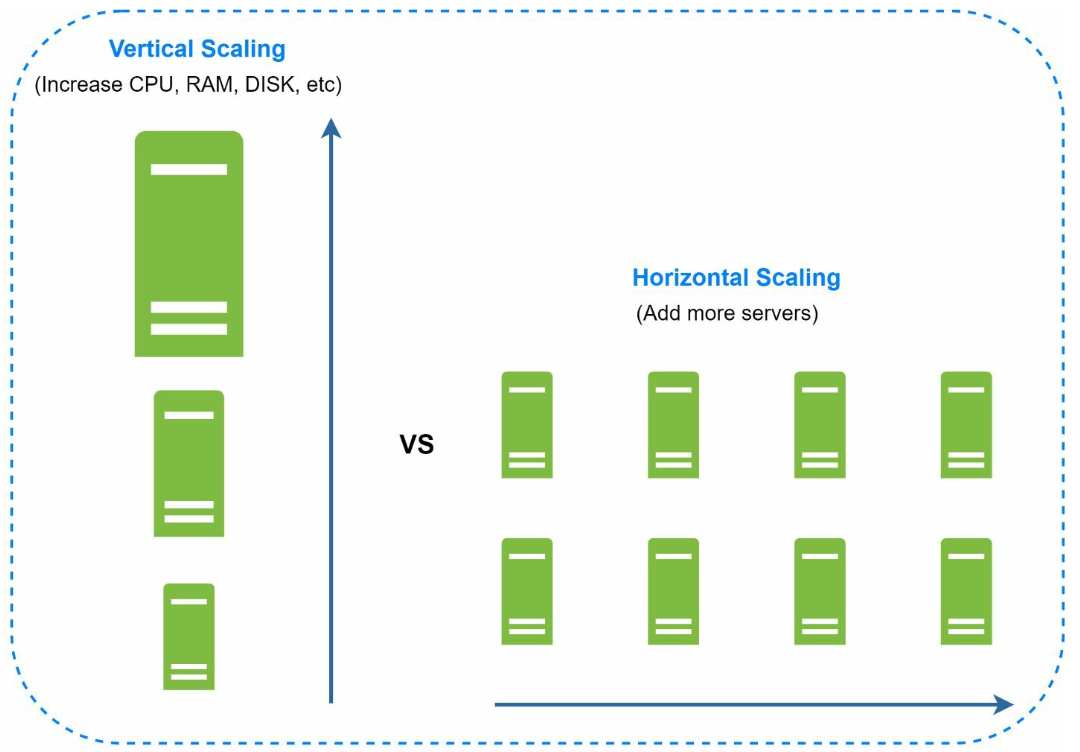 Vertical Scaling
(Increase CPU, RAM, DISK, etc)
Horizontal Scaling
(Add more servers)
VS